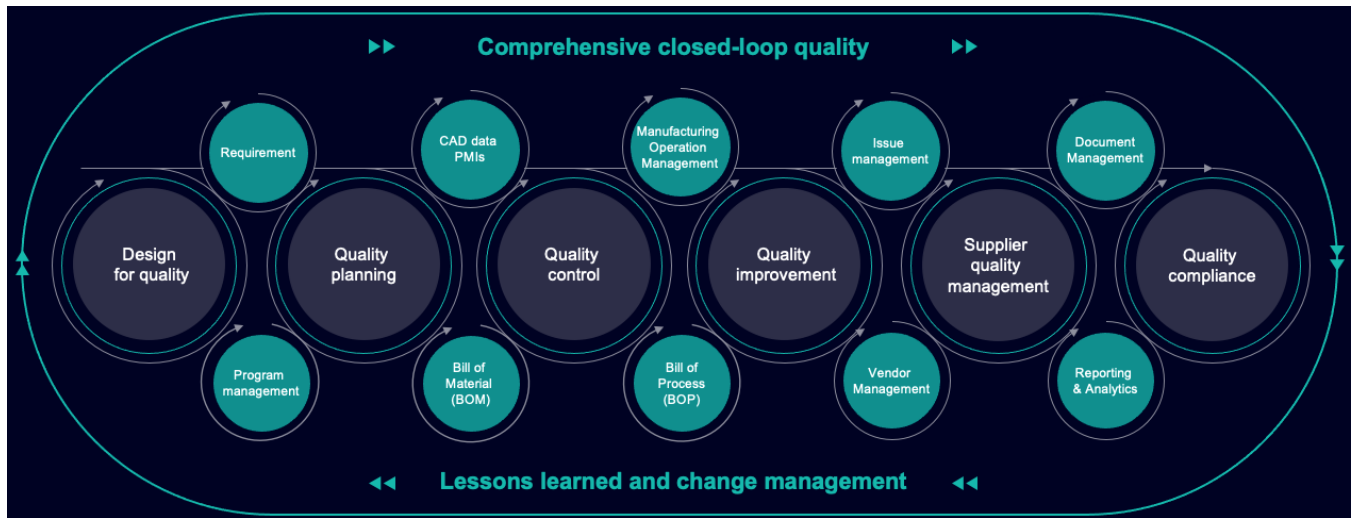 Comprehensive closed-loop quality
Requirement
CAD data
PMIs
Manufacturing
Operation
Management
Issue
management
Document
Management
Design
for quality
Quality
planning
Quality
control
Quality
improvement
Supplier
quality
management
Quality
compliance
Program
management
Bill of
Material
(BOM)
Bill of
Process
(BOP)
Vendor
Management
Reporting
& Analytics
Lessons learned and change management